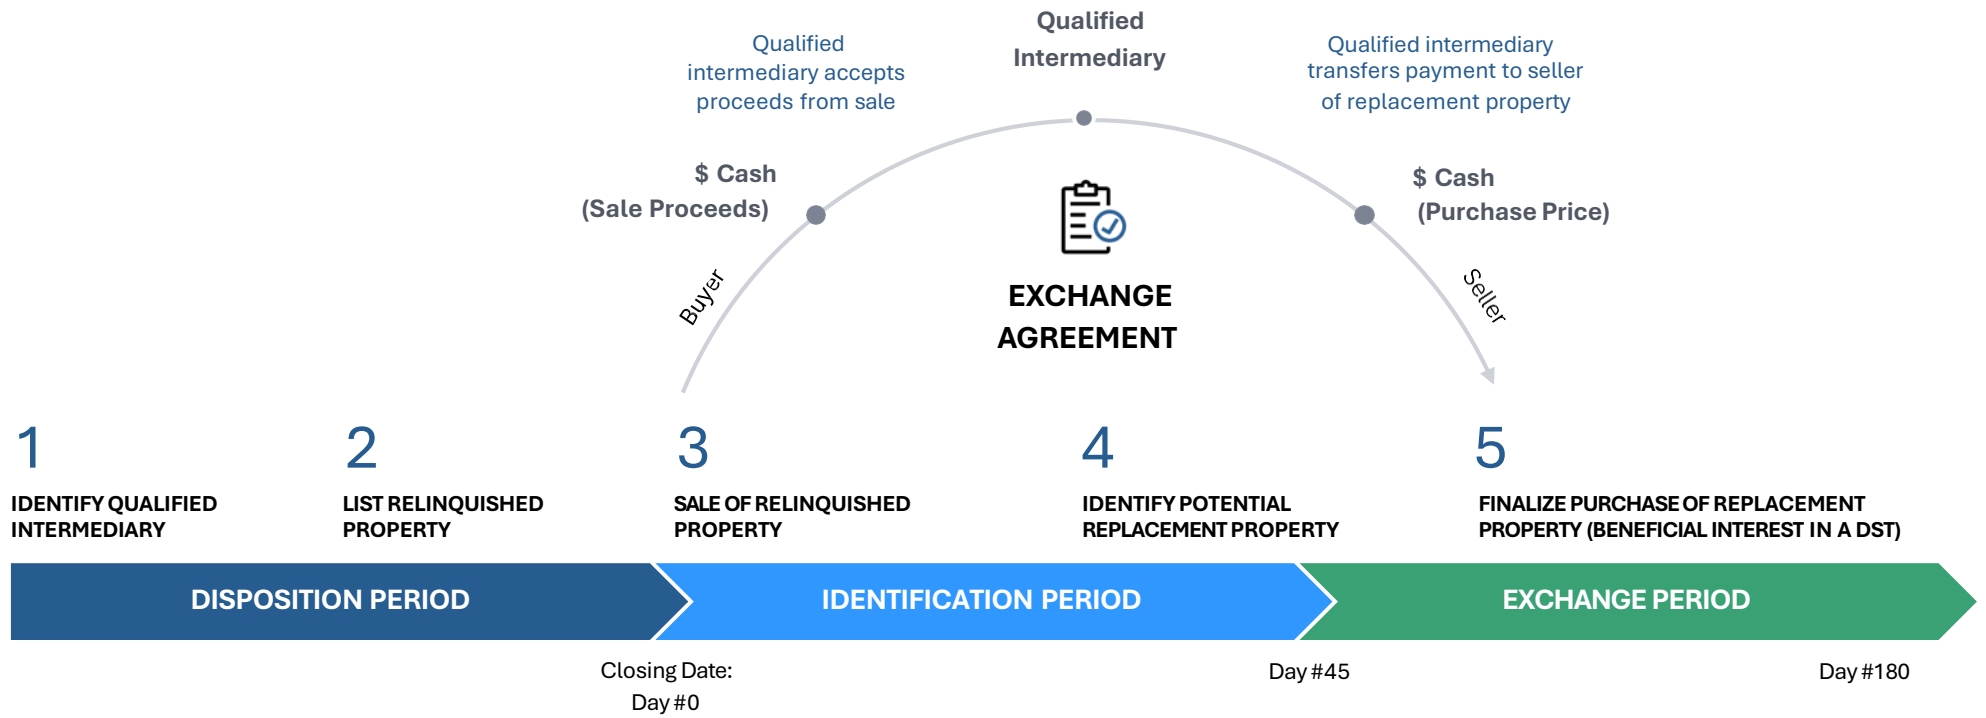 Qualified
Intermediary
Qualified
intermediary accepts
proceeds from sale
Qualified intermediary
transfers payment to seller
of replacement property
$ Cash
(Sale Proceeds)
$ Cash
(Purchase Price)
Buyer
Seller
EXCHANGE
AGREEMENT
1
IDENTIFY QUALIFIED
INTERMEDIARY
2
LIST RELINQUISHED
PROPERTY
3
SALE OF RELINQUISHED
PROPERTY
4
IDENTIFY POTENTIAL
REPLACEMENT PROPERTY
5
FINALIZE PURCHASE OF REPLACEMENT
PROPERTY (BENEFICIAL INTEREST IN A DST)
DISPOSITION PERIOD
IDENTIFICATION PERIOD
EXCHANGE PERIOD
Closing Date:
Day #0
Day #45
Day #180